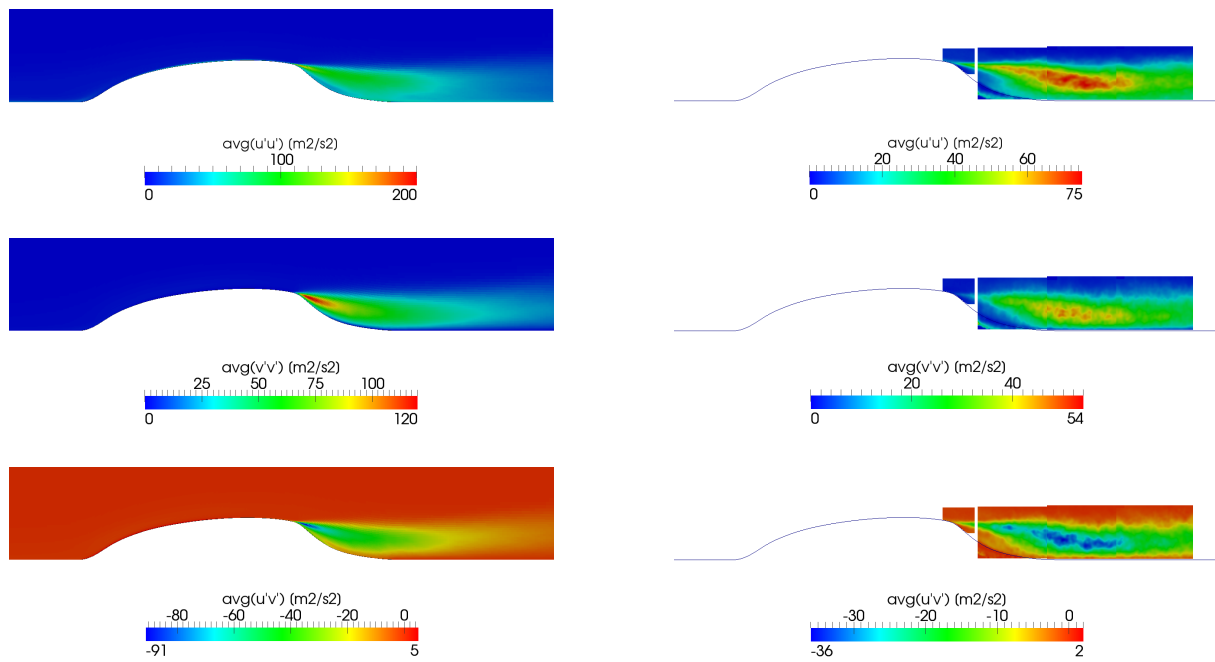 avg(u'u') [m2/s2]
100
0 200
avg(u'u') [m2/s2]
20 40 60
0 75
avg(v'v') [m2/s2]
25 50 75 100
0 120
avg(v'v') [m2/s2]
20 40
0 54
avg(u'v') [m2/s2]
-80 -60 -40 -20 0
-91 5
avg(u'v') [m2/s2]
-30 -20 -10 0
-36 2